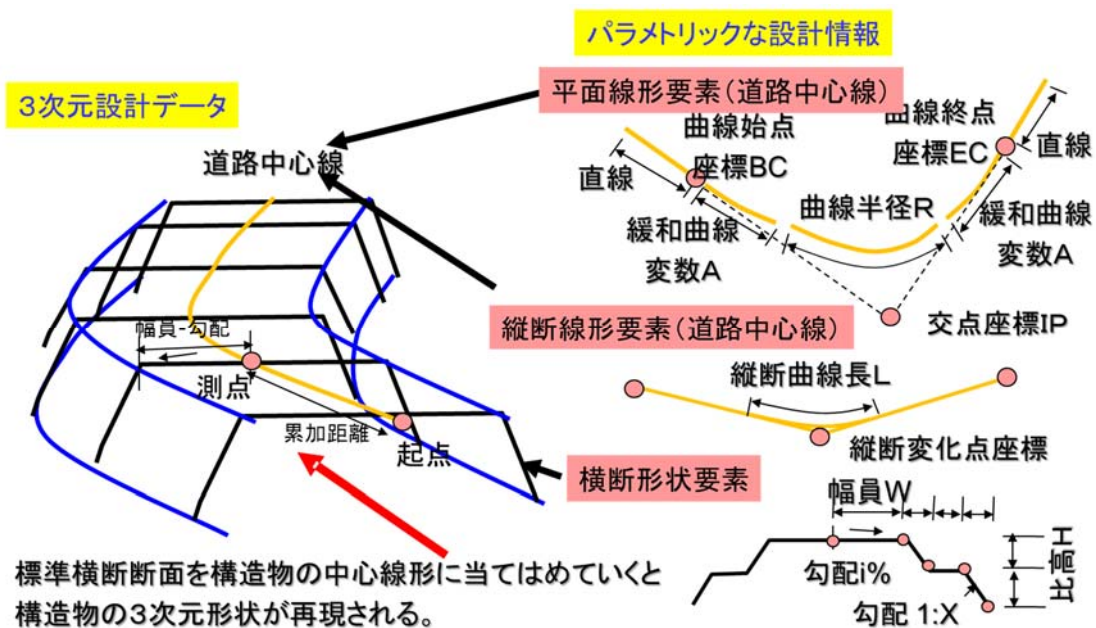 パラメトリックな設計情報
3次元設計データ
平面線形要素(道路中心線)
道路中心線
曲線始点
座標BC
曲線終点
座標EC
直線
直線
曲線半径R
緩和曲線
変数A
緩和曲線
変数A
交点座標IP
幅員-勾配
測点
累加距離
起点
縦断線形要素(道路中心線)
縦断曲線長L
縦断変化点座標
横断形状要素
幅員W
勾配i%
比高H
勾配 1:X
標準横断断面を構造物の中心線形に当てはめていくと
構造物の3次元形状が再現される。